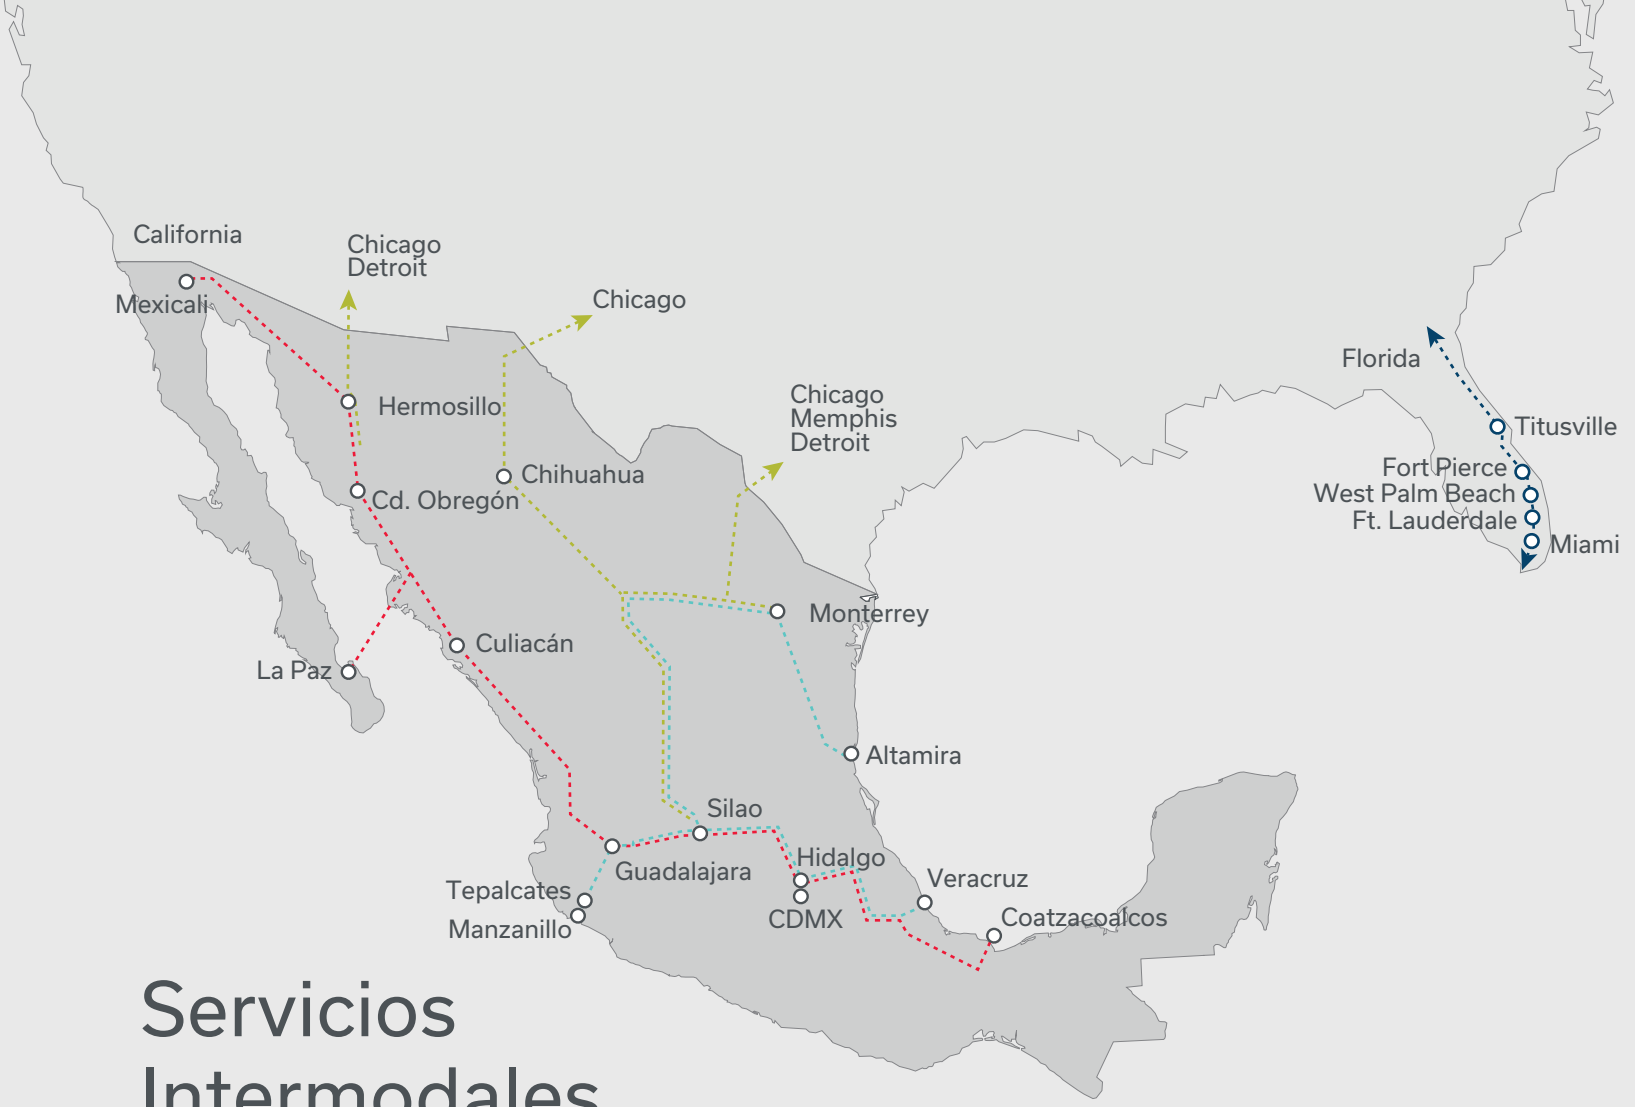 California
Chicago
Detroit
Chicago
Mexicali
Florida
Chicago
Memphis
Detroit
Hermosillo
Titusville
Fort Pierce
Chihuahua
West Palm Beach
Cd. Obregón
Ft. Lauderdale
Miami
Monterrey
Culiacán
La Paz
Altamira
Silao
Hidalgo
Guadalajara
Veracruz
Tepalcates
CDMX
Coatzacoalcos
Manzanillo
Servicios
Intermodales